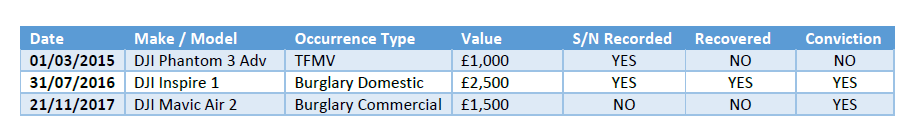 Date Make / Model Occurrence Type Value S/N Recorded Recovered Conviction
01/03/2015 DJI Phantom 3 Adv TFMV £1,000 YES NO NO
31/07/2016 DJI Inspire 1 Burglary Domestic £2,500 YES YES YES
21/11/2017 DJI Mavic Air 2 Burglary Commercial £1,500 NO NO YES